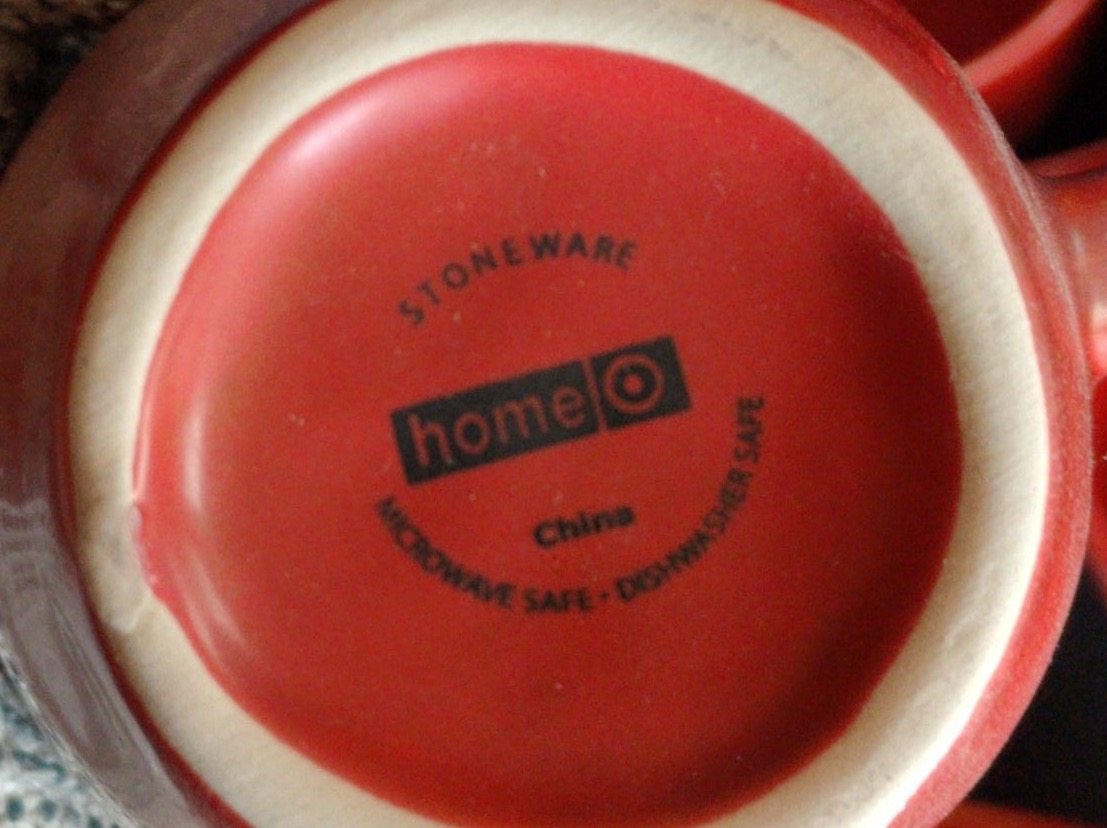 STONEWARE
home
China
MICROWAVE SAFE · DISHWASHER SAFE